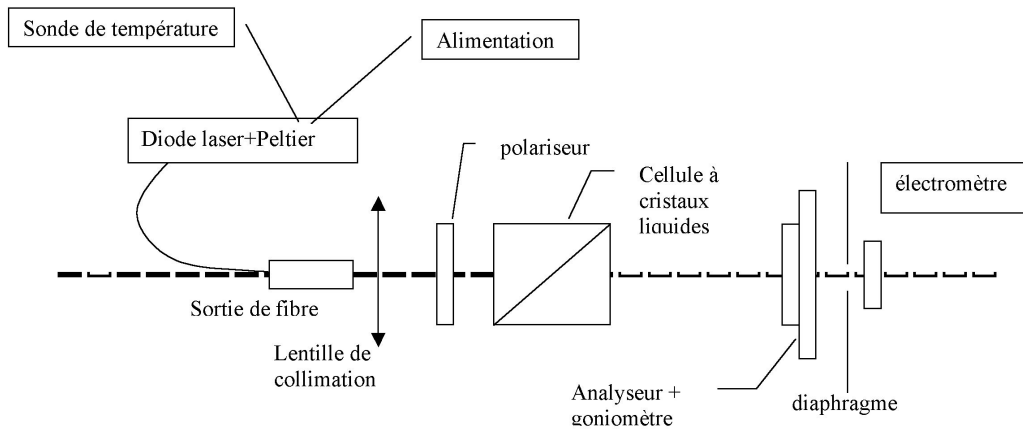 Sonde de température
Alimentation
Diode laser+Peltier
polariseur
Cellule à
cristaux
liquides
électromètre
Sortie de fibre
Lentille de
collimation
Analyseur +
goniomètre
diaphragme